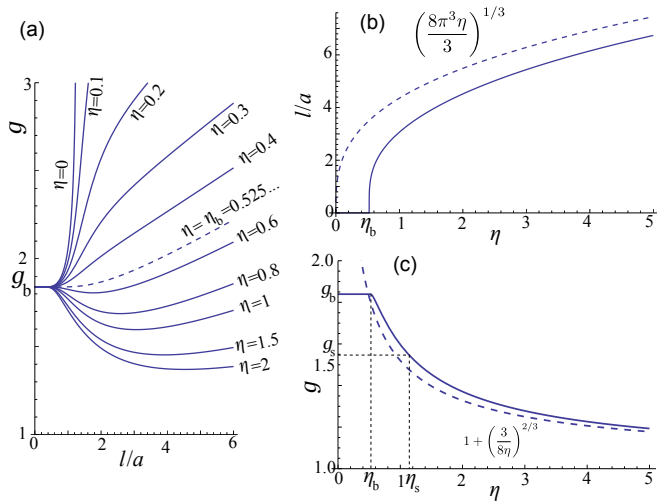 (a)
3
g
2
g_b
1
0
2
4
6
l/a
η=0
η=0.1
η=0.2
η=0.3
η=0.4
η=η_b=0.525...
η=0.6
η=0.8
η=1
η=1.5
η=2
(b)
(8π³η/3)^{1/3}
l/a
6
4
2
0
0
η_b
1
2
3
4
5
η
(c)
2.0
g_b
g_s
1.5
g
1.0
1+(3/8η)^{2/3}
0
η_b
1
η_s
2
3
4
5
η